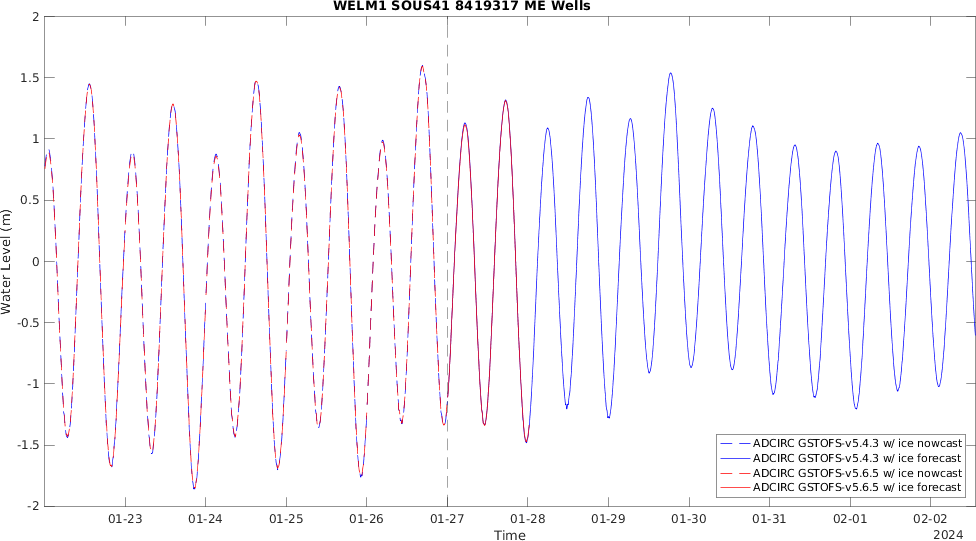 WELM1 SOUS41 8419317 ME Wells
2
1.5
1
0.5
0
-0.5
-1
-1.5
-2
Water Level (m)
01-23 01-24 01-25 01-26 01-27 01-28 01-29 01-30 01-31 02-01 02-02
Time
2024
ADCIRC GSTOFS-v5.4.3 w/ ice nowcast
ADCIRC GSTOFS-v5.4.3 w/ ice forecast
ADCIRC GSTOFS-v5.6.5 w/ ice nowcast
ADCIRC GSTOFS-v5.6.5 w/ ice forecast